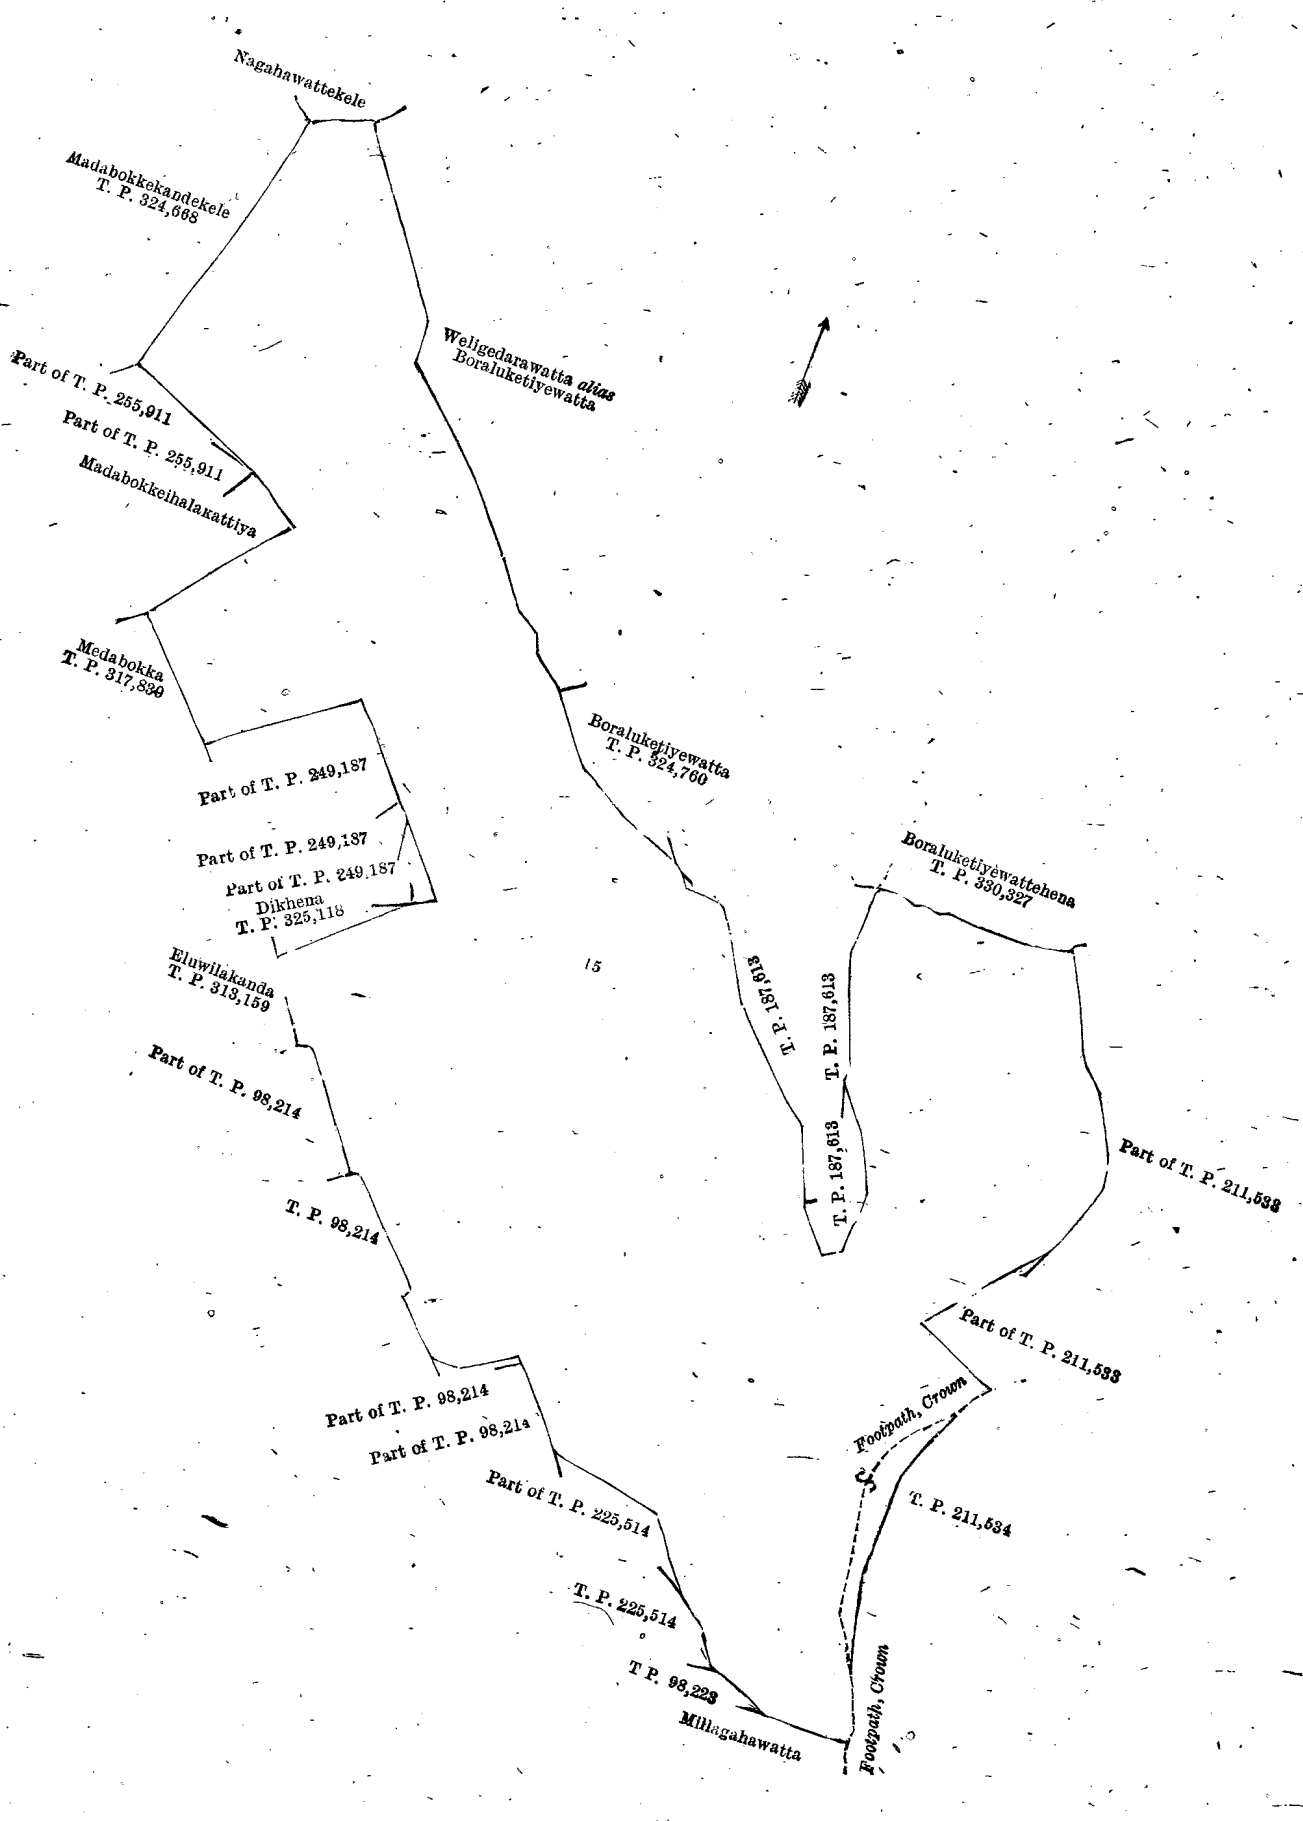 Nagahawattekele
Madabokkekandekele
T. P. 324,668
Weligedarawatta alias
Boraluketiyewatta
Part of T. P. 255,911
Part of T. P. 255,911
Madabokkeihalakattiya
Medabokka
T. P. 317,830
Boraluketiyewatta
T. P. 324,760
Part of T. P. 249,187
Part of T. P. 249,187
Part of T. P. 249,187
Dikhena
T. P. 325,118
Boraluketiyewattehena
T. P. 330,327
Eluwilakanda
T. P. 313,159
15
T. P. 187,613
T. P. 187,613
Part of T. P. 98,214
T. P. 187,613
Part of T. P. 211,533
T. P. 98,214
Part of T. P. 211,533
Part of T. P. 98,214
Part of T. P. 98,214
Footpath, Crown
Part of T. P. 225,514
T. P. 211,534
T. P. 225,514
T P. 98,223
Millagahawatta
Footpath, Crown